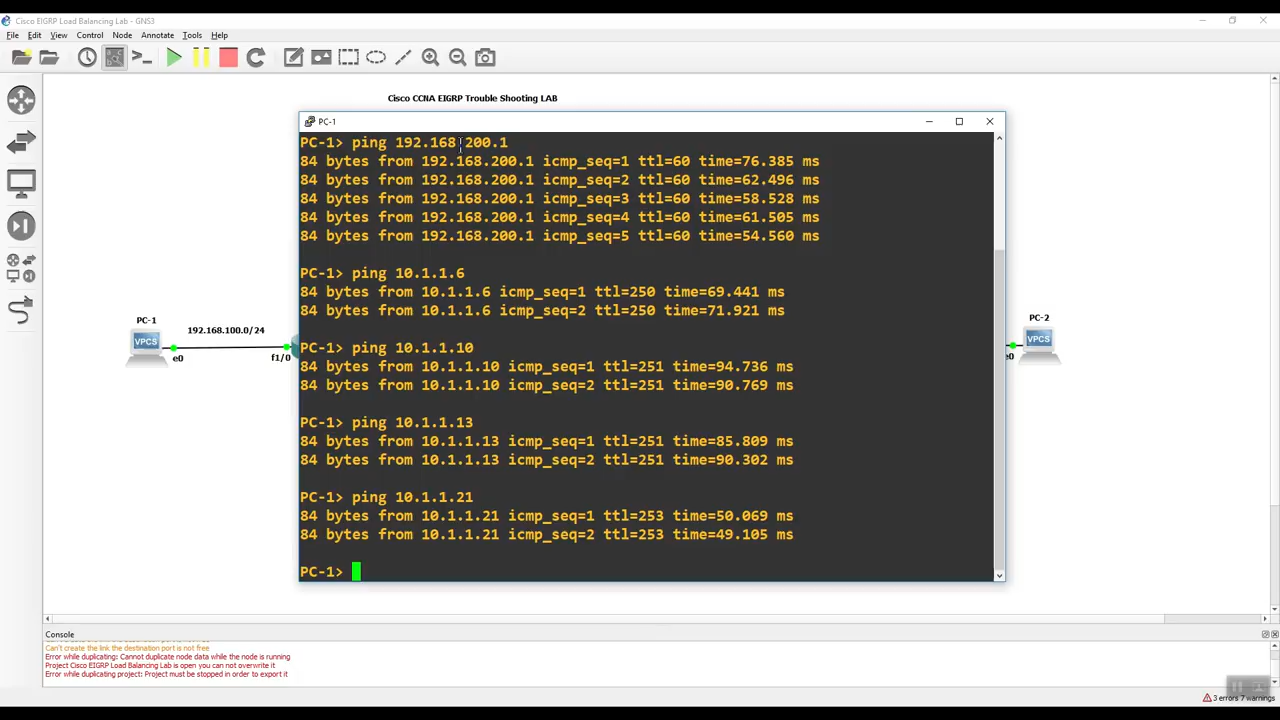 Cisco EIGRP Load Balancing Lab - GNS3
File Edit View Control Node Annotate Tools Help
Cisco CCNA EIGRP Trouble Shooting LAB
PC-1
PC-1> ping 192.168.200.1
84 bytes from 192.168.200.1 icmp_seq=1 ttl=60 time=76.385 ms
84 bytes from 192.168.200.1 icmp_seq=2 ttl=60 time=62.496 ms
84 bytes from 192.168.200.1 icmp_seq=3 ttl=60 time=58.528 ms
84 bytes from 192.168.200.1 icmp_seq=4 ttl=60 time=61.505 ms
84 bytes from 192.168.200.1 icmp_seq=5 ttl=60 time=54.560 ms
PC-1> ping 10.1.1.6
84 bytes from 10.1.1.6 icmp_seq=1 ttl=250 time=69.441 ms
84 bytes from 10.1.1.6 icmp_seq=2 ttl=250 time=71.921 ms
PC-1> ping 10.1.1.10
84 bytes from 10.1.1.10 icmp_seq=1 ttl=251 time=94.736 ms
84 bytes from 10.1.1.10 icmp_seq=2 ttl=251 time=90.769 ms
PC-1> ping 10.1.1.13
84 bytes from 10.1.1.13 icmp_seq=1 ttl=251 time=85.809 ms
84 bytes from 10.1.1.13 icmp_seq=2 ttl=251 time=90.302 ms
PC-1> ping 10.1.1.21
84 bytes from 10.1.1.21 icmp_seq=1 ttl=253 time=50.069 ms
84 bytes from 10.1.1.21 icmp_seq=2 ttl=253 time=49.105 ms
PC-1>
PC-1
192.168.100.0/24
VPCS
e0
f1/0
PC-2
VPCS
e0
Console
Can't create the link the destination port is not free
Error while duplicating: Cannot duplicate node data while the node is running
Project Cisco EIGRP Load Balancing Lab is open you can not overwrite it
Error while duplicating project: Project must be stopped in order to export it
3 errors 7 warnings